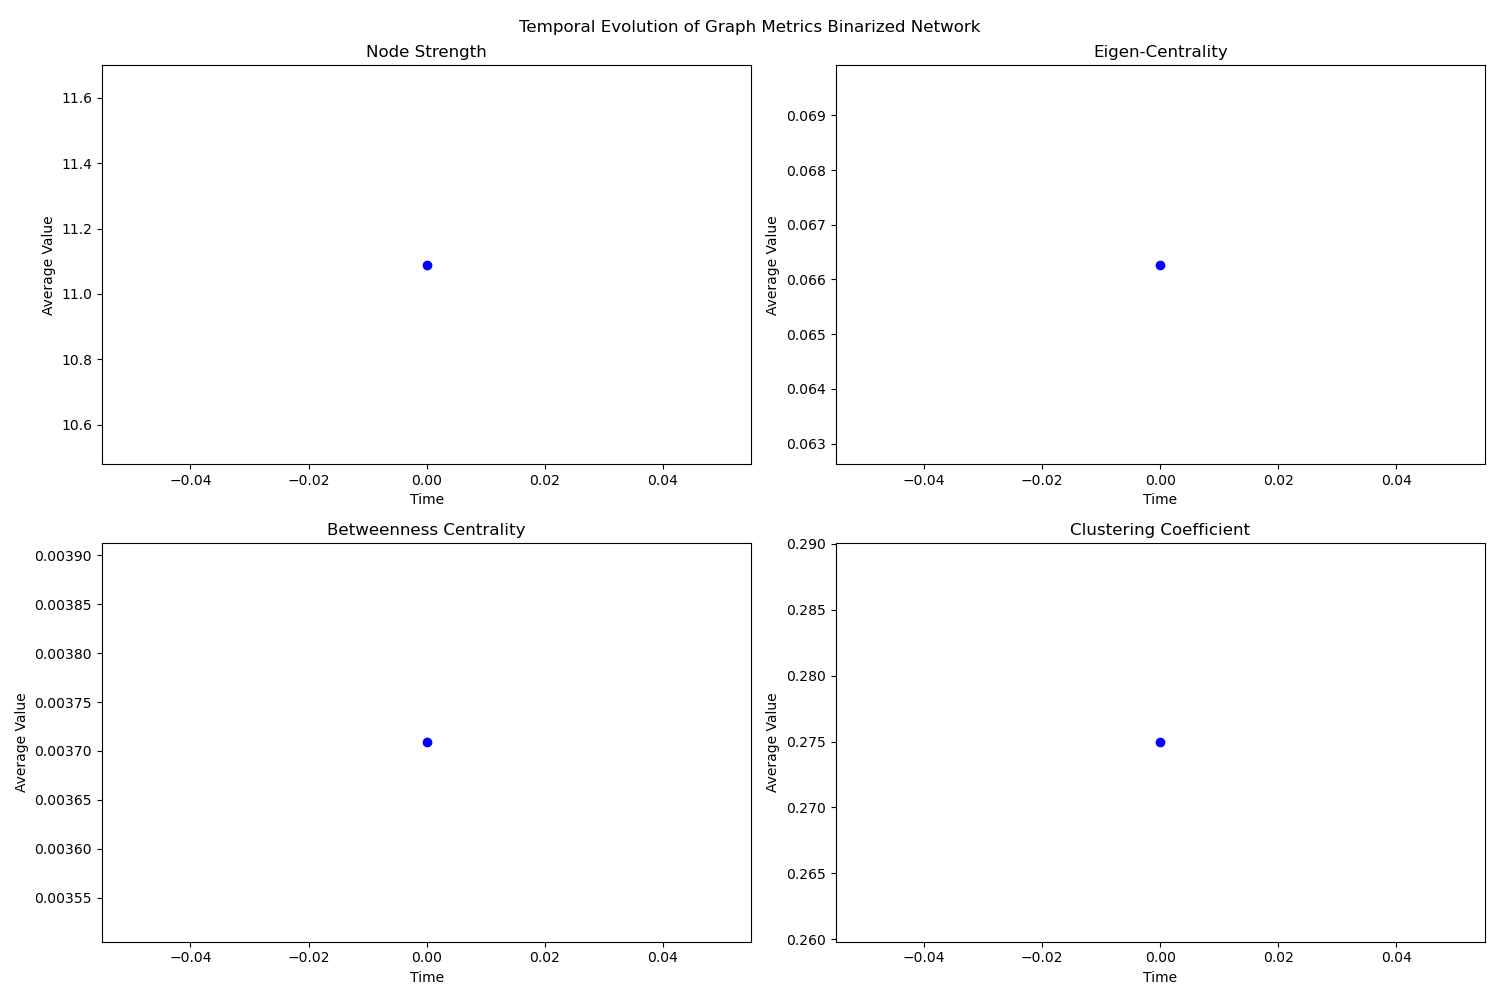 Temporal Evolution of Graph Metrics Binarized Network
Node Strength
11.6
11.4
11.2
11.0
10.8
10.6
Average Value
−0.04 −0.02 0.00 0.02 0.04
Time
Eigen-Centrality
0.069
0.068
0.067
0.066
0.065
0.064
0.063
Average Value
−0.04 −0.02 0.00 0.02 0.04
Time
Betweenness Centrality
0.00390
0.00385
0.00380
0.00375
0.00370
0.00365
0.00360
0.00355
Average Value
−0.04 −0.02 0.00 0.02 0.04
Time
Clustering Coefficient
0.290
0.285
0.280
0.275
0.270
0.265
0.260
Average Value
−0.04 −0.02 0.00 0.02 0.04
Time